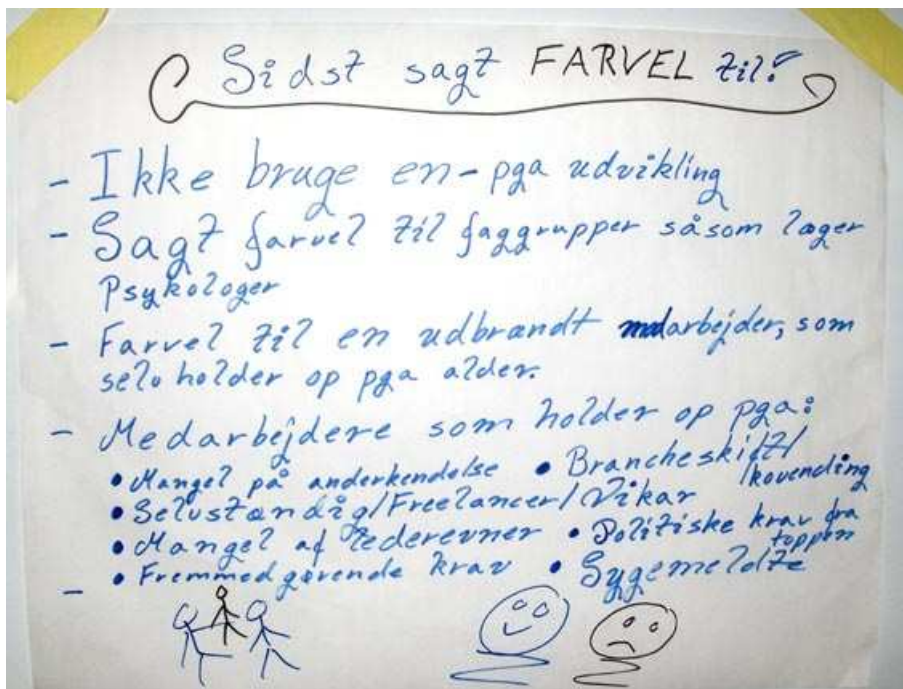 Sidst sagt FARVEL til?
- Ikke bruge en - pga udvikling
- Sagt farvel til faggrupper såsom læger
Psykologer
- Farvel til en udbrændt medarbejder, som
selv holder op pga alder.
- Medarbejdere som holder op pga:
• Mangel på anderkendelse • Brancheskift/
/kovending
• Selvstændig/Freelancer/Vikar
• Mangel af lederevner • Politiske krav fra
toppen
• Fremmedgørende krav • Sygemeldte
-